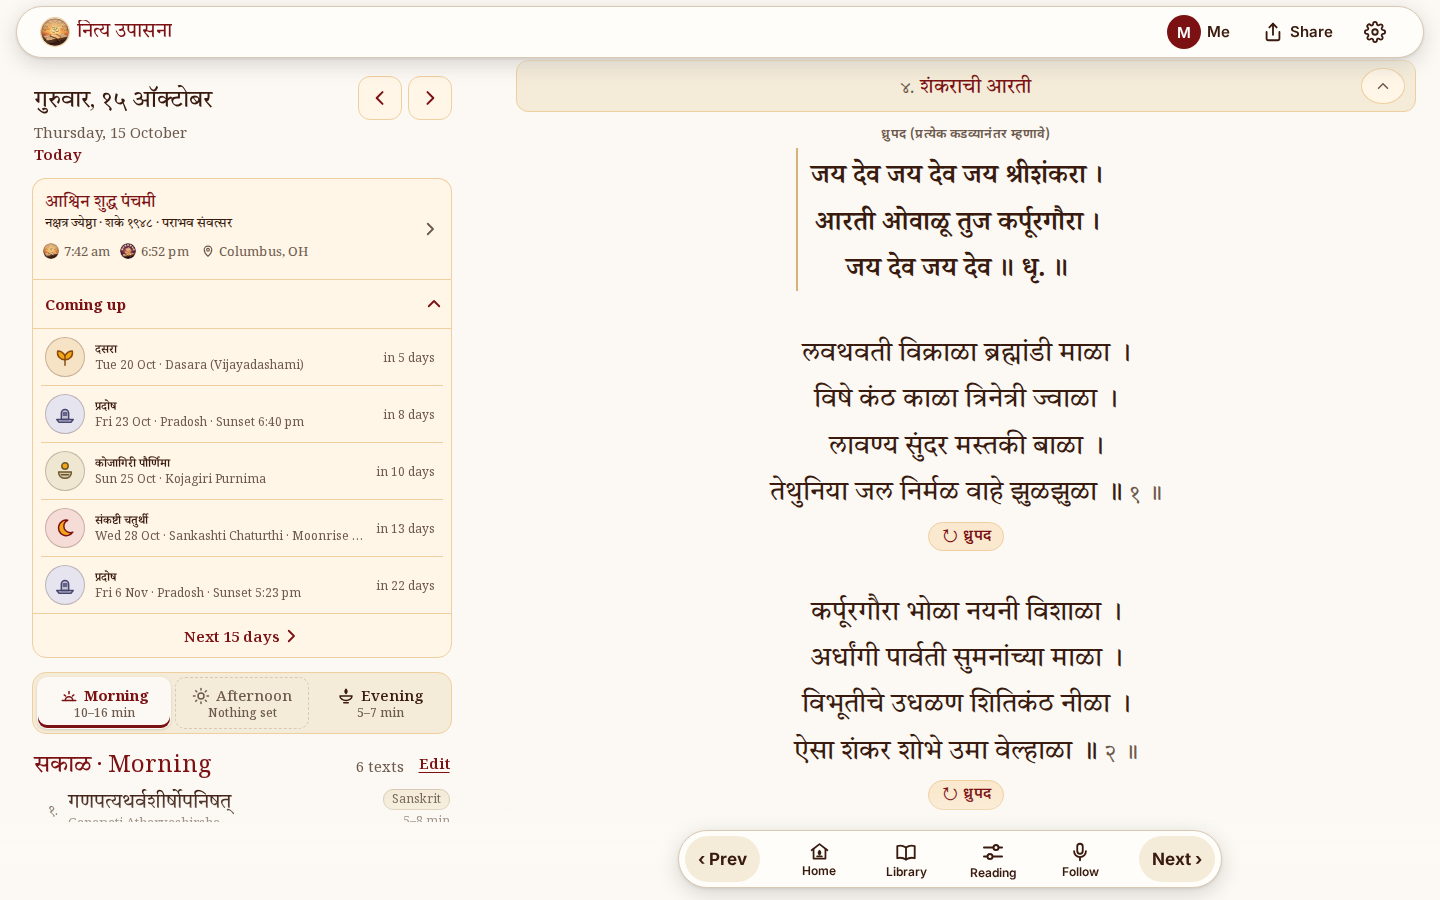 नित्य उपासना
M Me
Share
गुरुवार, १५ ऑक्टोबर
Thursday, 15 October
Today
आश्विन शुद्ध पंचमी
नक्षत्र ज्येष्ठा · शके १९४८ · पराभव संवत्सर
7:42 am 6:52 pm Columbus, OH
Coming up
दसरा
Tue 20 Oct · Dasara (Vijayadashami)
in 5 days
प्रदोष
Fri 23 Oct · Pradosh · Sunset 6:40 pm
in 8 days
कोजागिरी पौर्णिमा
Sun 25 Oct · Kojagiri Purnima
in 10 days
संकष्टी चतुर्थी
Wed 28 Oct · Sankashti Chaturthi · Moonrise ...
in 13 days
प्रदोष
Fri 6 Nov · Pradosh · Sunset 5:23 pm
in 22 days
Next 15 days
Morning
10–16 min
Afternoon
Nothing set
Evening
5–7 min
सकाळ · Morning
6 texts Edit
१. गणपत्यथर्वशीर्षोपनिषत्
Sanskrit
४. शंकराची आरती
ध्रुपद (प्रत्येक कडव्यानंतर म्हणावे)
जय देव जय देव जय श्रीशंकरा ।
आरती ओवाळू तुज कर्पूरगौरा ।
जय देव जय देव ॥ धृ. ॥
लवथवती विक्राळा ब्रह्मांडी माळा ।
विषे कंठ काळा त्रिनेत्री ज्वाळा ।
लावण्य सुंदर मस्तकी बाळा ।
तेथुनिया जल निर्मळ वाहे झुळझुळा ॥ १ ॥
ध्रुपद
कर्पूरगौरा भोळा नयनी विशाळा ।
अर्धांगी पार्वती सुमनांच्या माळा ।
विभूतीचे उधळण शितिकंठ नीळा ।
ऐसा शंकर शोभे उमा वेल्हाळा ॥ २ ॥
ध्रुपद
‹ Prev
Home
Library
Reading
Follow
Next ›